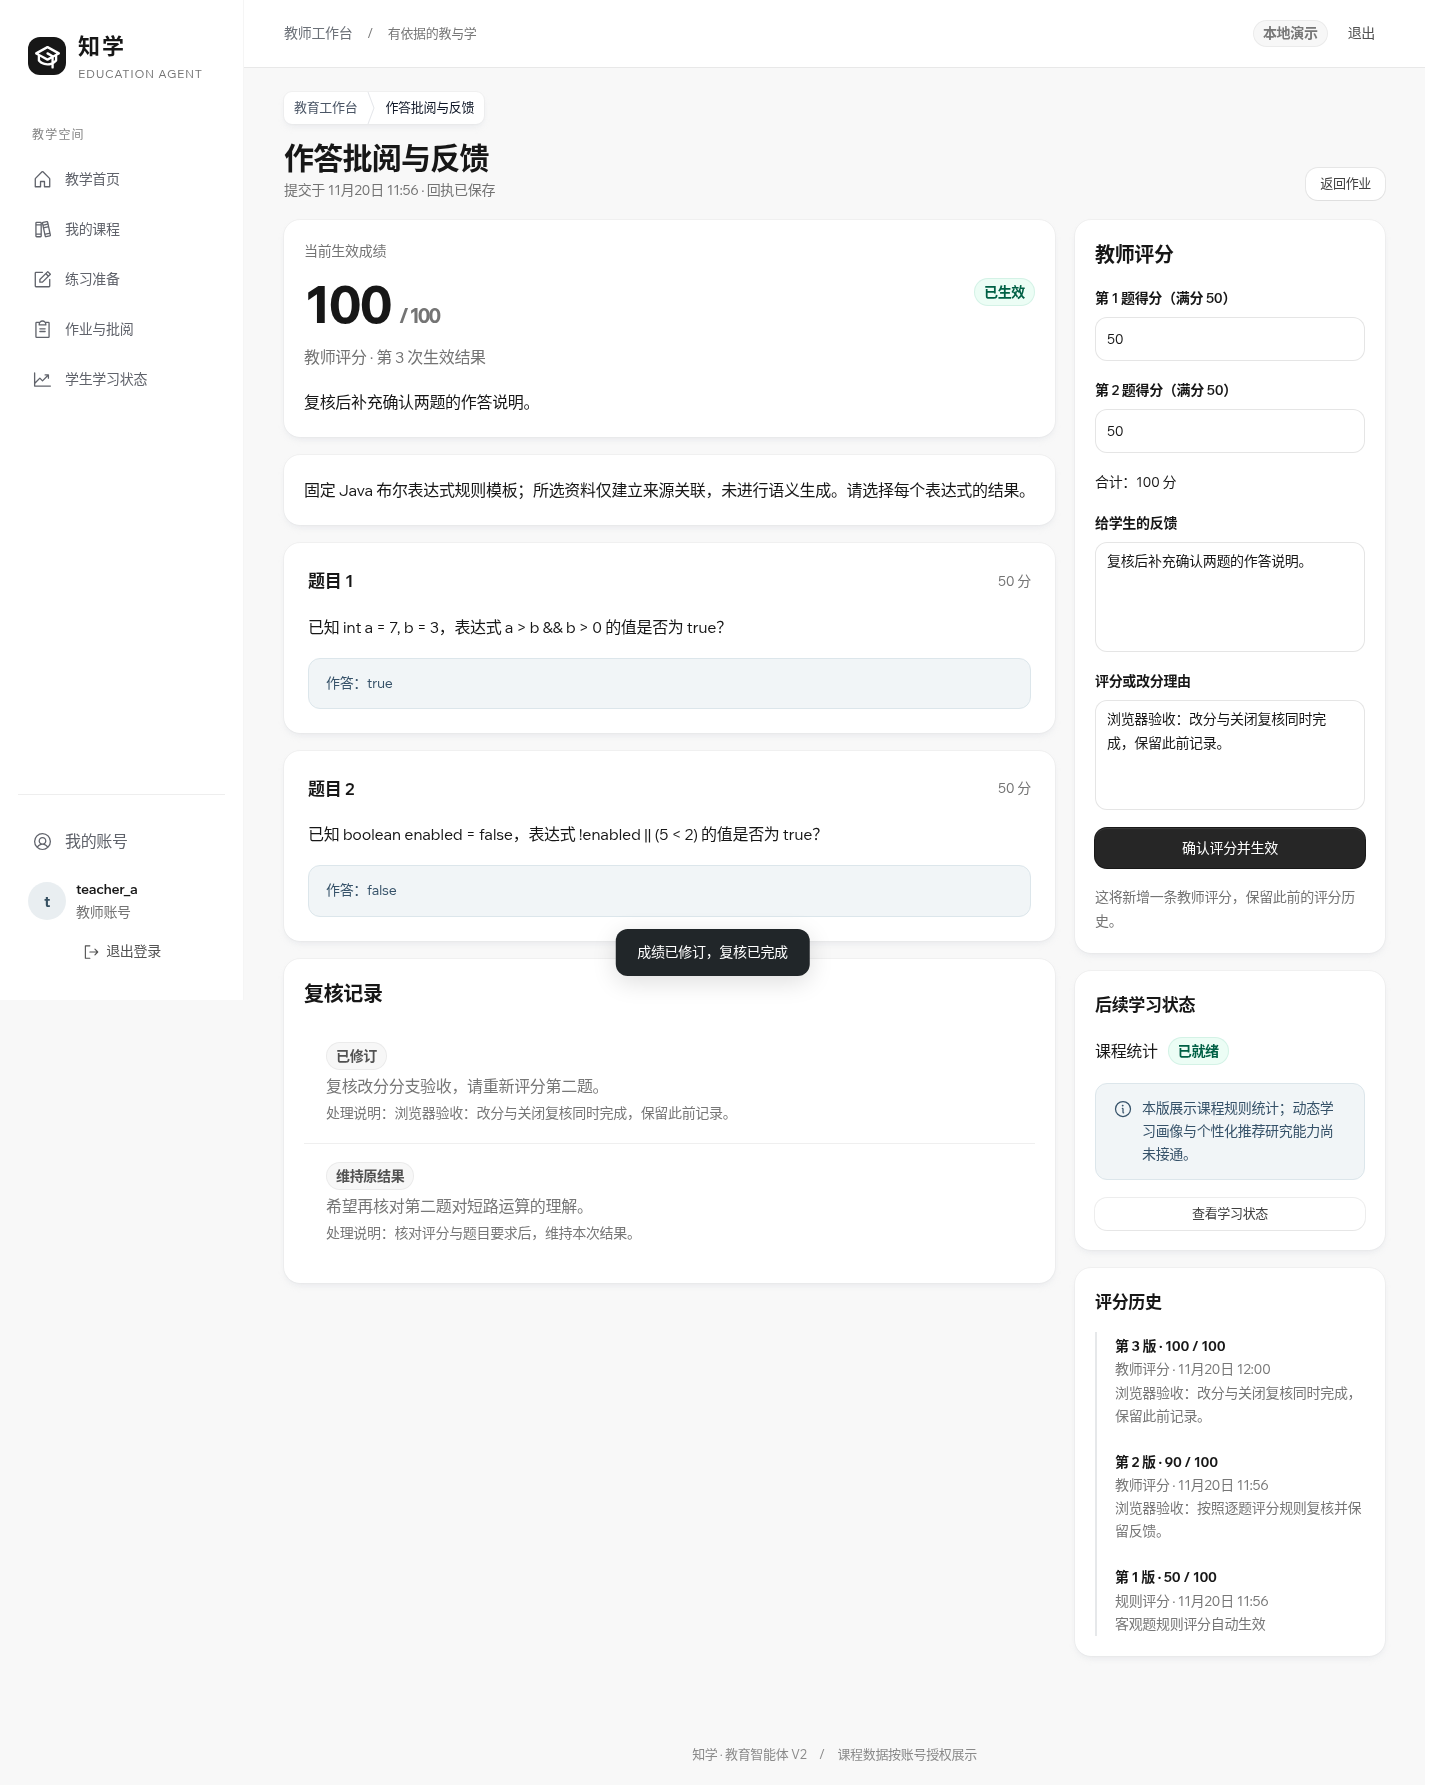 知学
EDUCATION AGENT
教学空间
教学首页
我的课程
练习准备
作业与批阅
学生学习状态
我的账号
t
teacher_a
教师账号
退出登录
教师工作台 / 有依据的教与学
本地演示
退出
教育工作台
作答批阅与反馈
作答批阅与反馈
提交于 11月20日 11:56 · 回执已保存
返回作业
当前生效成绩
100 / 100
已生效
教师评分 · 第 3 次生效结果
复核后补充确认两题的作答说明。
固定 Java 布尔表达式规则模板；所选资料仅建立来源关联，未进行语义生成。请选择每个表达式的结果。
题目 1
50 分
已知 int a = 7, b = 3，表达式 a > b && b > 0 的值是否为 true？
作答：true
题目 2
50 分
已知 boolean enabled = false，表达式 !enabled || (5 < 2) 的值是否为 true？
作答：false
成绩已修订，复核已完成
复核记录
已修订
复核改分分支验收，请重新评分第二题。
处理说明：浏览器验收：改分与关闭复核同时完成，保留此前记录。
维持原结果
希望再核对第二题对短路运算的理解。
处理说明：核对评分与题目要求后，维持本次结果。
教师评分
第 1 题得分（满分 50）
50
第 2 题得分（满分 50）
50
合计：100 分
给学生的反馈
复核后补充确认两题的作答说明。
评分或改分理由
浏览器验收：改分与关闭复核同时完
成，保留此前记录。
确认评分并生效
这将新增一条教师评分，保留此前的评分历
史。
后续学习状态
课程统计
已就绪
本版展示课程规则统计；动态学
习画像与个性化推荐研究能力尚
未接通。
查看学习状态
评分历史
第 3 版 · 100 / 100
教师评分 · 11月20日 12:00
浏览器验收：改分与关闭复核同时完成，
保留此前记录。
第 2 版 · 90 / 100
教师评分 · 11月20日 11:56
浏览器验收：按照逐题评分规则复核并保
留反馈。
第 1 版 · 50 / 100
规则评分 · 11月20日 11:56
客观题规则评分自动生效
知学 · 教育智能体 V2 / 课程数据按账号授权展示